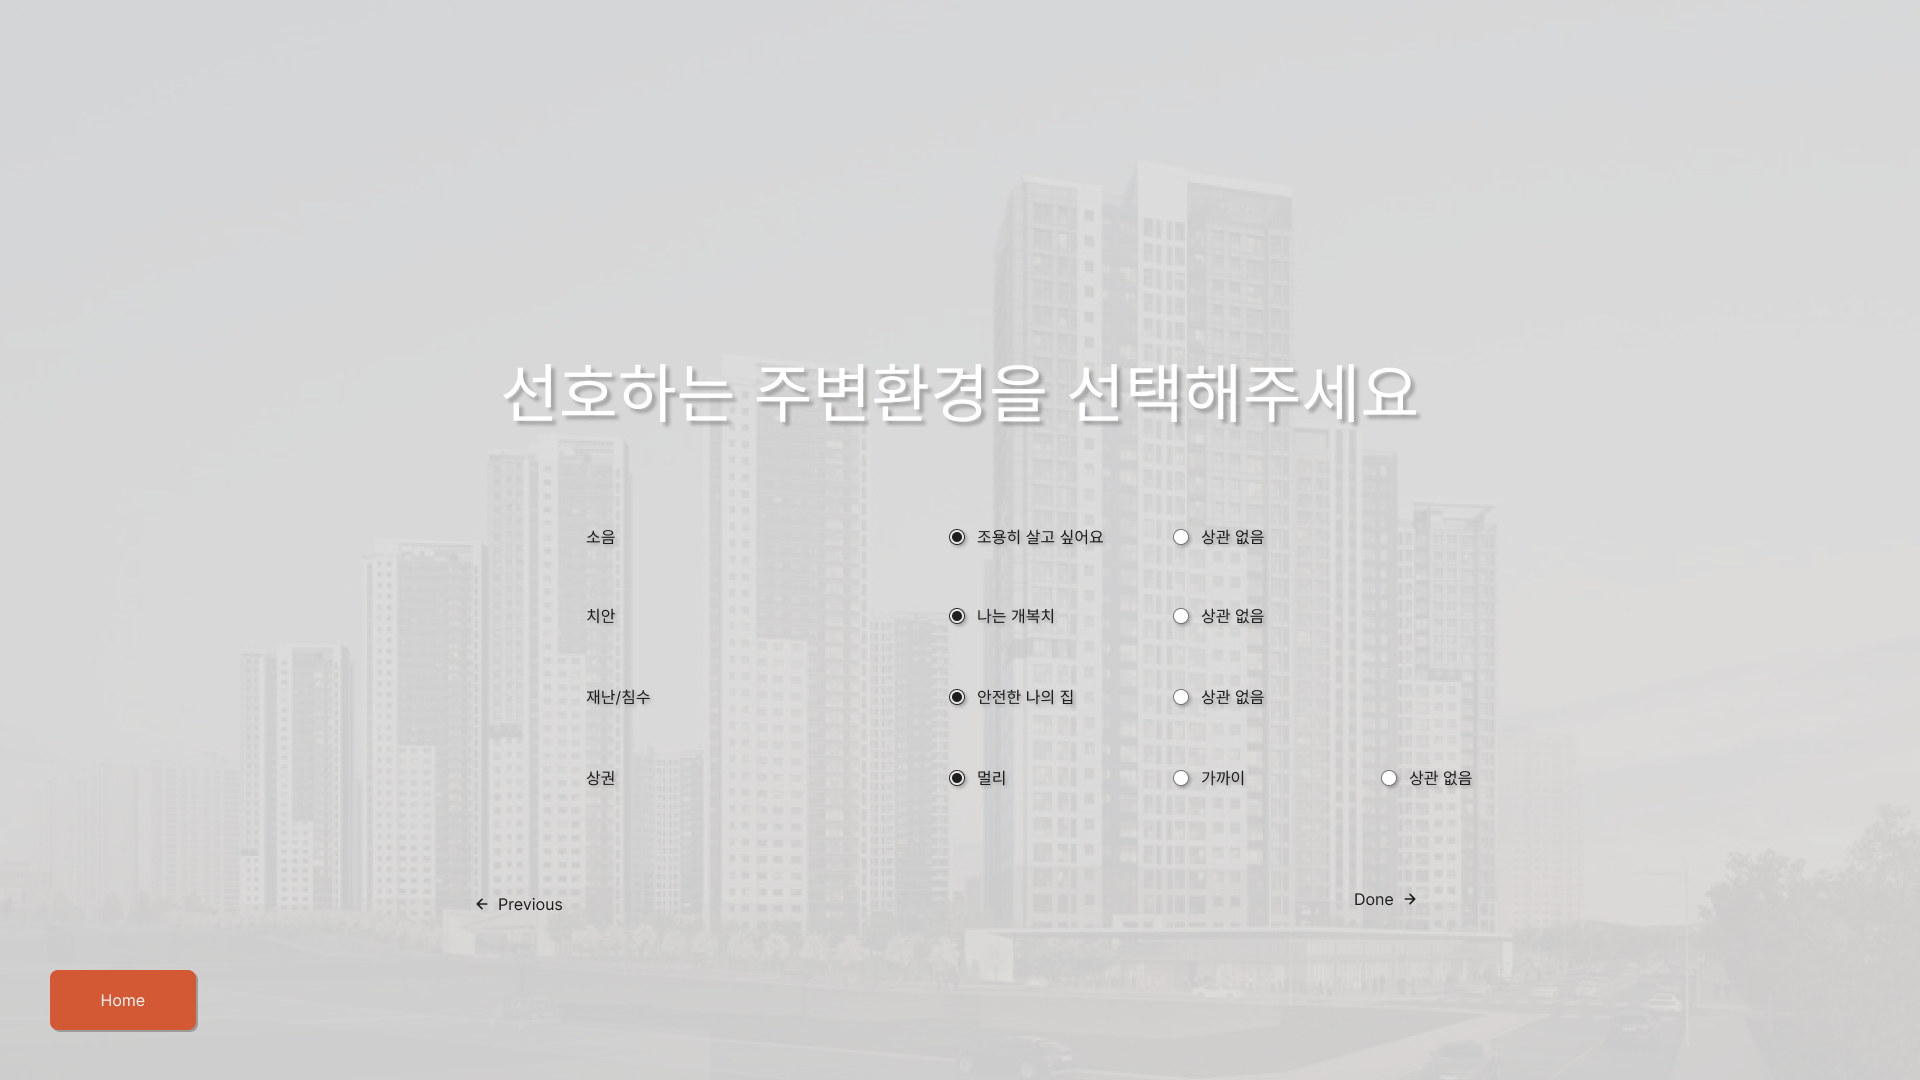 선호하는 주변환경을 선택해주세요
소음 조용히 살고 싶어요 상관 없음
치안 나는 개복치 상관 없음
재난/침수 안전한 나의 집 상관 없음
상권 멀리 가까이 상관 없음
← Previous Done →
Home